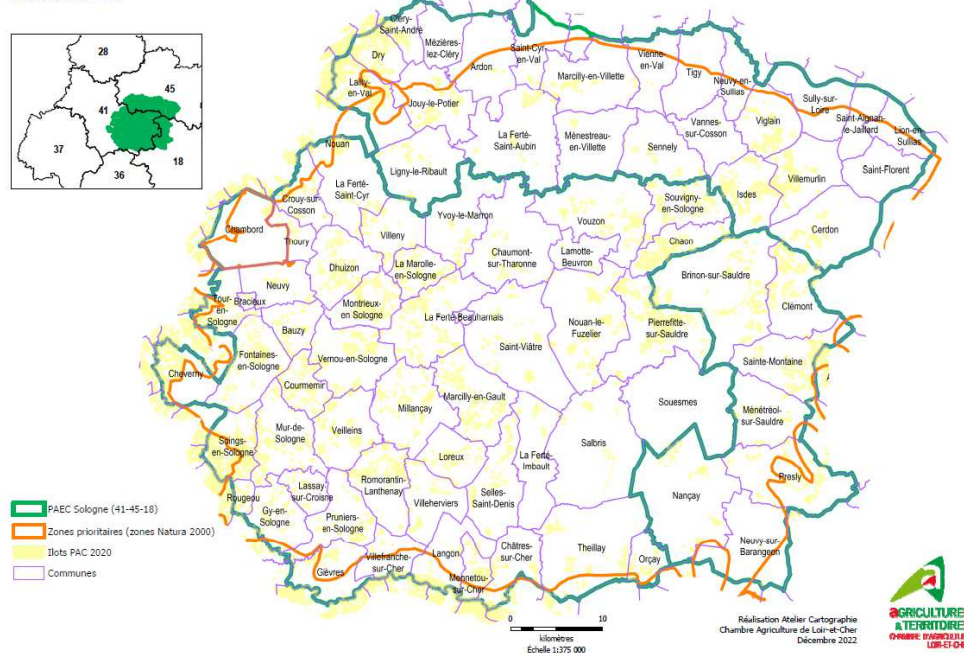 28
45
41
37
18
36
Cléry-
Saint-André
Dry
Mézières-
lez-Cléry
Ardon
Saint-Cyr-
en-Val
Marcilly-en-Villette
Vienne-
en-Val
Tigy
Neuvy-en-
Sullias
Sully-sur-
Loire
Saint-Aignan-
le-Jaillard
Lion-en-
Sullias
Lailly-
en-Val
Jouy-le-Potier
La Ferté-
Saint-Aubin
Ménestreau-
en-Villette
Vannes-
sur-Cosson
Viglain
Sennely
Saint-Florent
Villemurlin
Nouan
Ligny-le-Ribault
La Ferté-
Saint-Cyr
Crouy-sur-
Cosson
Yvoy-le-Marron
Vouzon
Souvigny-
en-Sologne
Isdes
Cerdon
Chambord
Thoury
Villeny
Chaumont-
sur-Tharonne
Lamotte-
Beuvron
Chaon
Dhuizon
La Marolle-
en-Sologne
Brinon-sur-Sauldre
Neuvy
Bracieux
Tour-
en-
Sologne
Montrieux-
en-Sologne
La Ferté-Beauharnais
Clémont
Bauzy
Nouan-le-
Fuzelier
Pierrefitte-
sur-Sauldre
Saint-Viâtre
Fontaines-
en-Sologne
Vernou-en-Sologne
Sainte-Montaine
Cheverny
Courmemin
Millançay
Marcilly-en-Gault
Souesmes
Ménétréol-
sur-Sauldre
Mur-de-
Sologne
Veilleins
Salbris
Soings-
en-Sologne
Loreux
La Ferté-
Imbault
Presly
Rougeou
Lassay-
sur-Croisne
Romorantin-
Lanthenay
Villeherviers
Selles-
Saint-Denis
Nançay
Gy-en-
Sologne
Pruniers-
en-Sologne
Neuvy-sur-
Barangeon
Gièvres
Villefranche-
sur-Cher
Langon
Châtres-
sur-Cher
Theillay
Orçay
Mennetou-
sur-Cher
PAEC Sologne (41-45-18)
Zones prioritaires (zones Natura 2000)
Ilots PAC 2020
Communes
0 10
kilomètres
Échelle 1:375 000
Réalisation Atelier Cartographie
Chambre Agriculture de Loir-et-Cher
Décembre 2022
AGRICULTURES
& TERRITOIRES
CHAMBRE D'AGRICULTURE
LOIR-ET-CHER